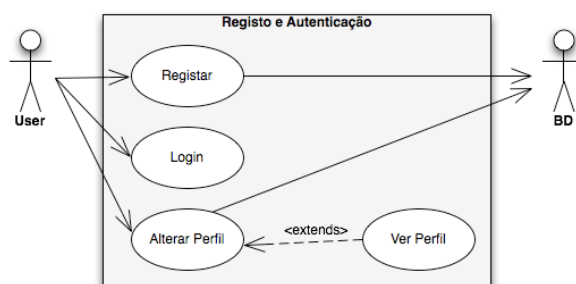 Registo e Autenticação
Registar
User
BD
Login
<extends>
Alterar Perfil
Ver Perfil